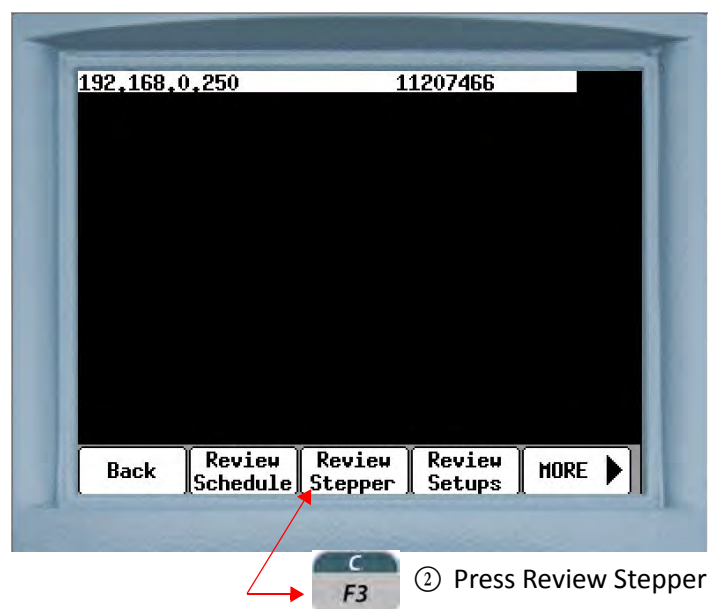 192.168.0.250 11207466
Back
Review
Schedule
Review
Stepper
Review
Setups
MORE
C
F3
② Press Review Stepper